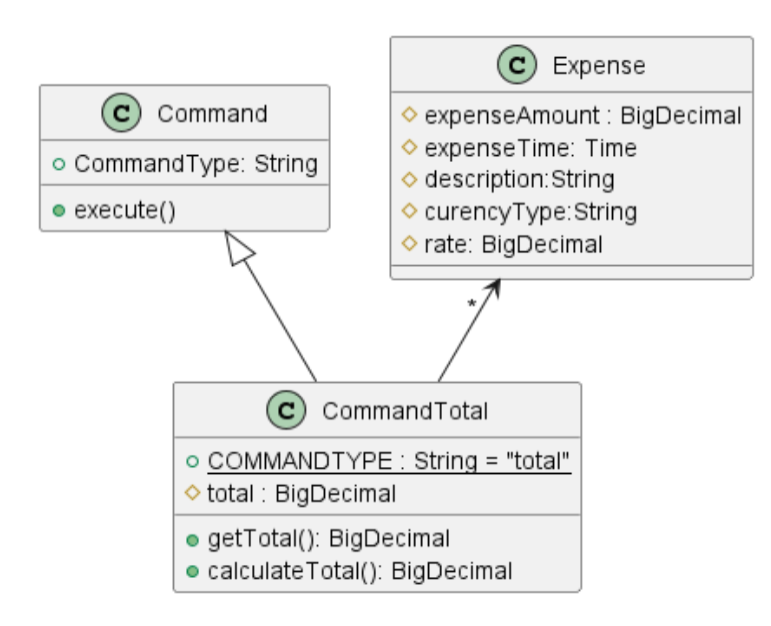 C Command
CommandType: String
execute()
C Expense
expenseAmount : BigDecimal
expenseTime: Time
description:String
curencyType:String
rate: BigDecimal
*
C CommandTotal
COMMANDTYPE : String = "total"
total : BigDecimal
getTotal(): BigDecimal
calculateTotal(): BigDecimal